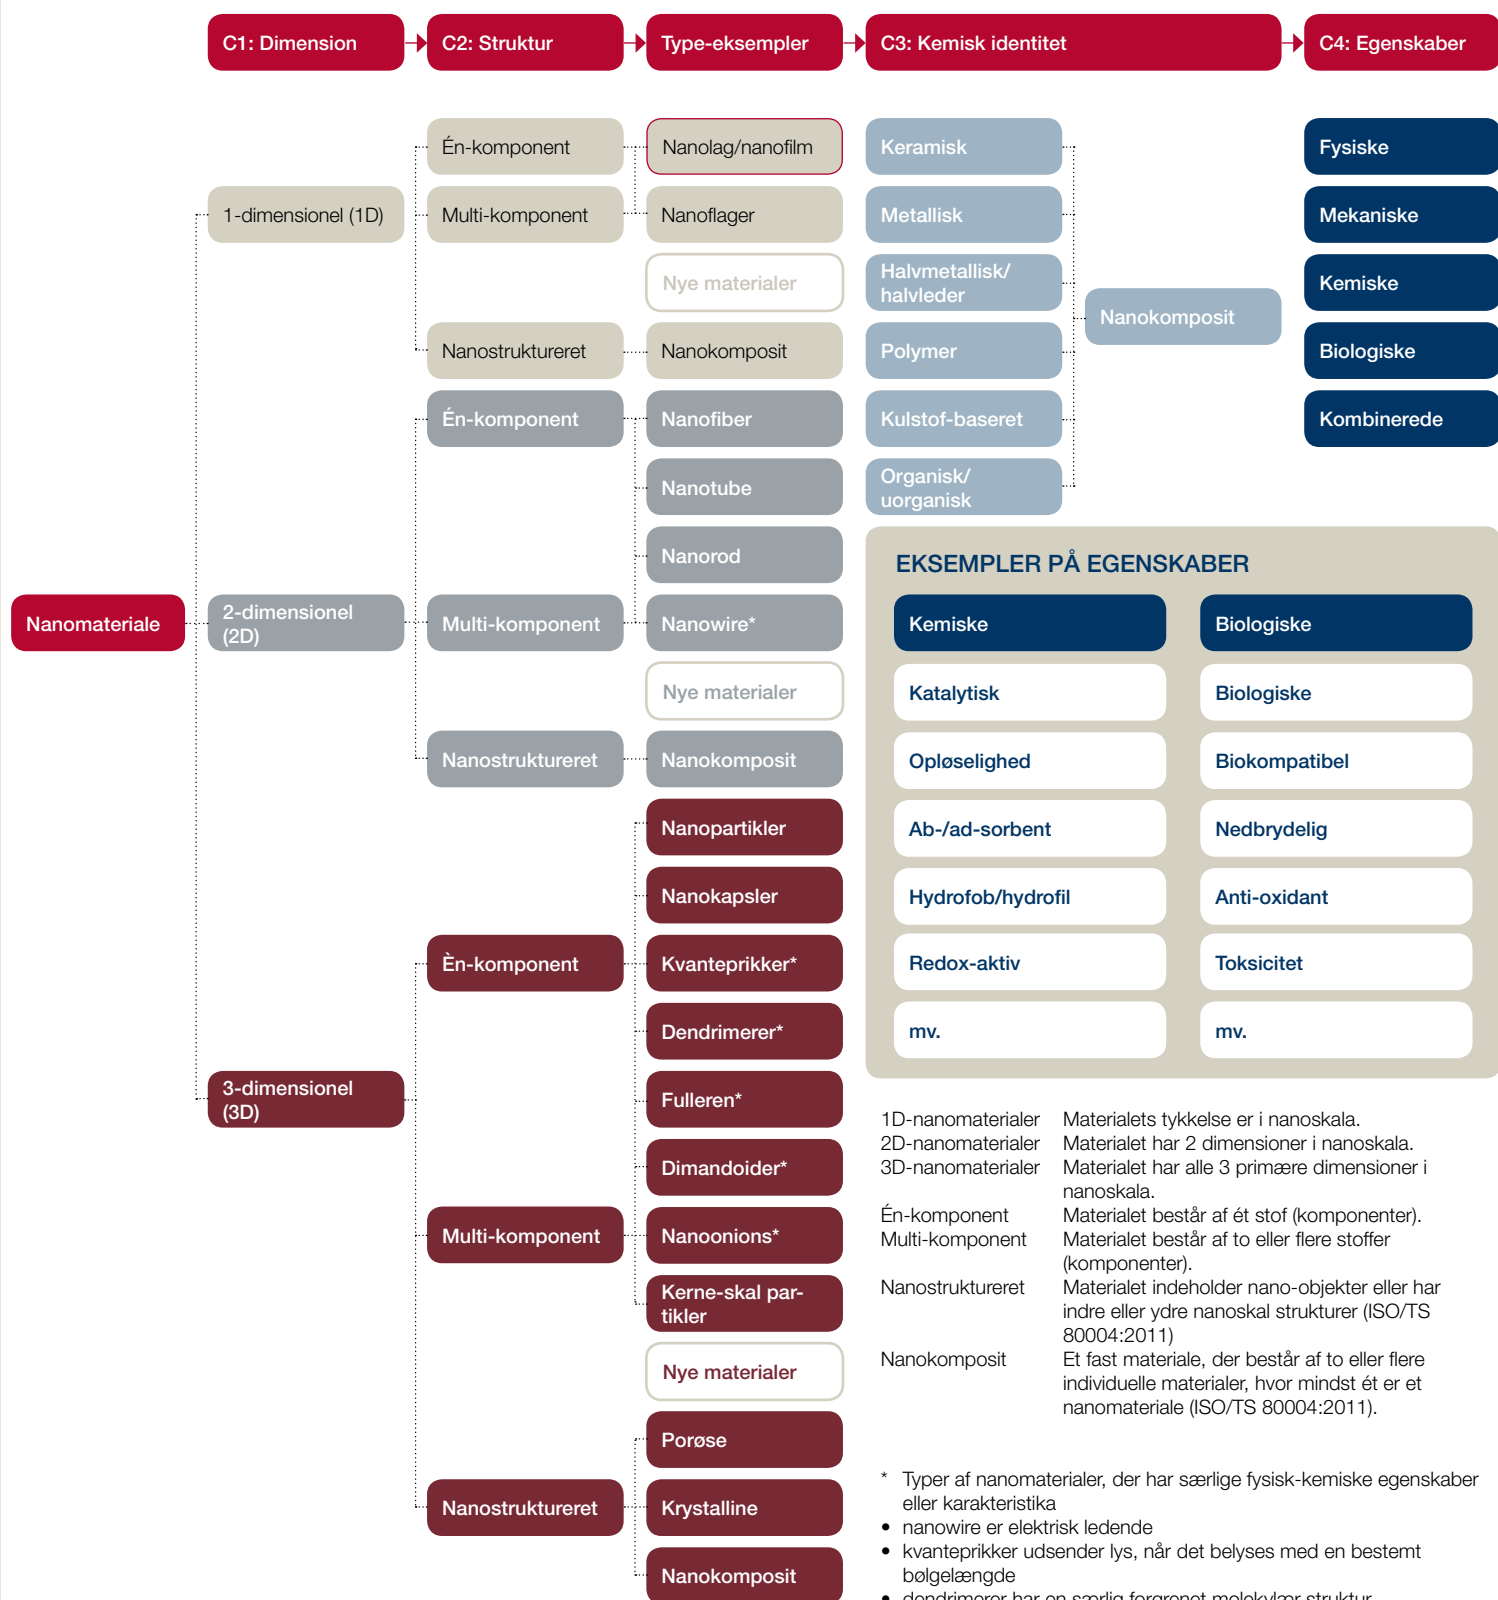 C1: Dimension
C2: Struktur
Type-eksempler
C3: Kemisk identitet
C4: Egenskaber
Nanomateriale
1-dimensionel (1D)
Én-komponent
Multi-komponent
Nanostruktureret
Nanolag/nanofilm
Nanoflager
Nye materialer
Nanokomposit
2-dimensionel
(2D)
Én-komponent
Multi-komponent
Nanostruktureret
Nanofiber
Nanotube
Nanorod
Nanowire*
Nye materialer
Nanokomposit
3-dimensionel
(3D)
Èn-komponent
Multi-komponent
Nanostruktureret
Nanopartikler
Nanokapsler
Kvanteprikker*
Dendrimerer*
Fulleren*
Dimandoider*
Nanoonions*
Kerne-skal par-
tikler
Nye materialer
Porøse
Krystalline
Nanokomposit
Keramisk
Metallisk
Halvmetallisk/
halvleder
Polymer
Kulstof-baseret
Organisk/
uorganisk
Nanokomposit
Fysiske
Mekaniske
Kemiske
Biologiske
Kombinerede
EKSEMPLER PÅ EGENSKABER
Kemiske
Katalytisk
Opløselighed
Ab-/ad-sorbent
Hydrofob/hydrofil
Redox-aktiv
mv.
Biologiske
Biologiske
Biokompatibel
Nedbrydelig
Anti-oxidant
Toksicitet
mv.
1D-nanomaterialer Materialets tykkelse er i nanoskala.
2D-nanomaterialer Materialet har 2 dimensioner i nanoskala.
3D-nanomaterialer Materialet har alle 3 primære dimensioner i
nanoskala.
Én-komponent Materialet består af ét stof (komponenter).
Multi-komponent Materialet består af to eller flere stoffer
(komponenter).
Nanostruktureret Materialet indeholder nano-objekter eller har
indre eller ydre nanoskal strukturer (ISO/TS
80004:2011)
Nanokomposit Et fast materiale, der består af to eller flere
individuelle materialer, hvor mindst ét er et
nanomateriale (ISO/TS 80004:2011).
* Typer af nanomaterialer, der har særlige fysisk-kemiske egenskaber
eller karakteristika
• nanowire er elektrisk ledende
• kvanteprikker udsender lys, når det belyses med en bestemt
bølgelængde
• dendrimerer har en særlig forgrenet molekylær struktur